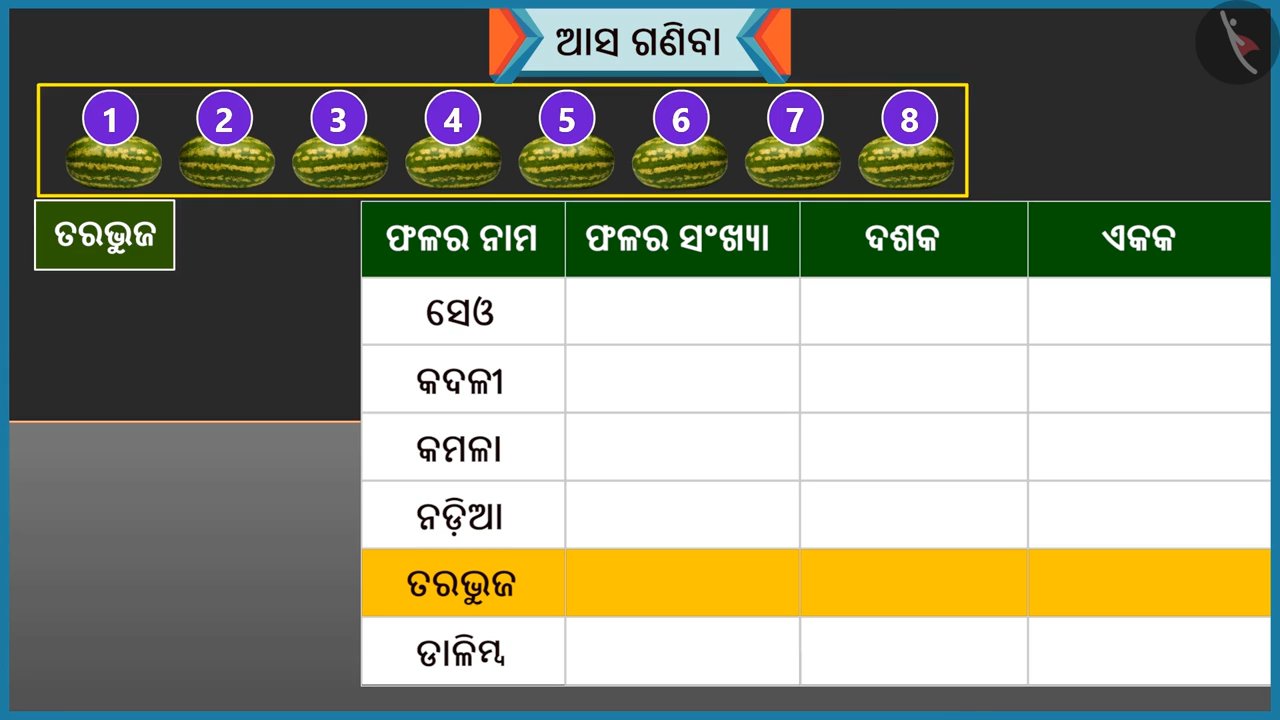 ଆସ ଗଣିବା
1 2 3 4 5 6 7 8
ତରଭୁଜ
ଫଳର ନାମ ଫଳର ସଂଖ୍ୟା ଦଶକ ଏକକ
ସେଓ
କଦଳୀ
କମଳା
ନଡ଼ିଆ
ତରଭୁଜ
ଡାଳିମ୍ବ